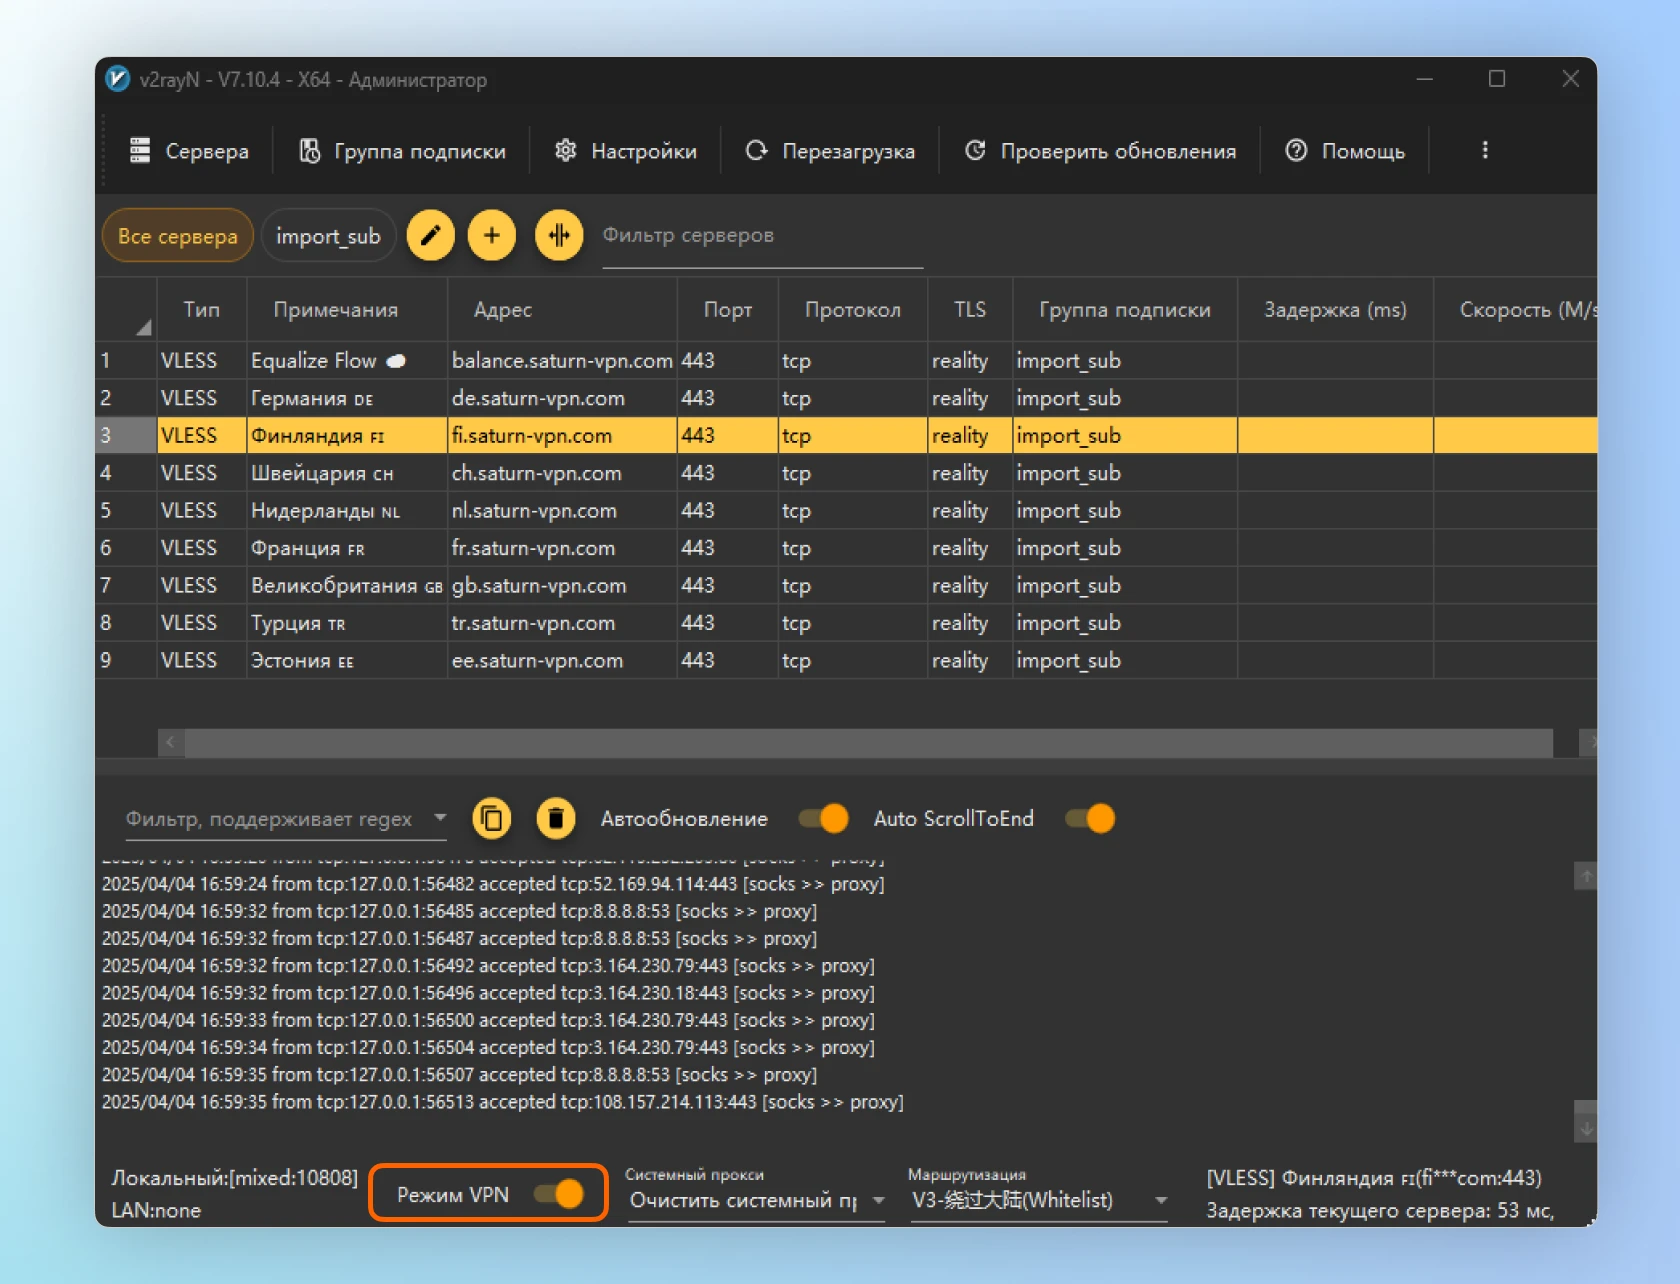 v2rayN - V7.10.4 - X64 - Администратор
Сервера Группа подписки Настройки Перезагрузка Проверить обновления Помощь
Все сервера import_sub Фильтр серверов
Тип Примечания Адрес Порт Протокол TLS Группа подписки Задержка (ms) Скорость (M/s
1 VLESS Equalize Flow balance.saturn-vpn.com 443 tcp reality import_sub
2 VLESS Германия DE de.saturn-vpn.com 443 tcp reality import_sub
3 VLESS Финляндия FI fi.saturn-vpn.com 443 tcp reality import_sub
4 VLESS Швейцария CH ch.saturn-vpn.com 443 tcp reality import_sub
5 VLESS Нидерланды NL nl.saturn-vpn.com 443 tcp reality import_sub
6 VLESS Франция FR fr.saturn-vpn.com 443 tcp reality import_sub
7 VLESS Великобритания GB gb.saturn-vpn.com 443 tcp reality import_sub
8 VLESS Турция TR tr.saturn-vpn.com 443 tcp reality import_sub
9 VLESS Эстония EE ee.saturn-vpn.com 443 tcp reality import_sub
Фильтр, поддерживает regex Автообновление Auto ScrollToEnd
2025/04/04 16:59:24 from tcp:127.0.0.1:56482 accepted tcp:52.169.94.114:443 [socks >> proxy]
2025/04/04 16:59:32 from tcp:127.0.0.1:56485 accepted tcp:8.8.8.8:53 [socks >> proxy]
2025/04/04 16:59:32 from tcp:127.0.0.1:56487 accepted tcp:8.8.8.8:53 [socks >> proxy]
2025/04/04 16:59:32 from tcp:127.0.0.1:56492 accepted tcp:3.164.230.79:443 [socks >> proxy]
2025/04/04 16:59:32 from tcp:127.0.0.1:56496 accepted tcp:3.164.230.18:443 [socks >> proxy]
2025/04/04 16:59:33 from tcp:127.0.0.1:56500 accepted tcp:3.164.230.79:443 [socks >> proxy]
2025/04/04 16:59:34 from tcp:127.0.0.1:56504 accepted tcp:3.164.230.79:443 [socks >> proxy]
2025/04/04 16:59:35 from tcp:127.0.0.1:56507 accepted tcp:8.8.8.8:53 [socks >> proxy]
2025/04/04 16:59:35 from tcp:127.0.0.1:56513 accepted tcp:108.157.214.113:443 [socks >> proxy]
Локальный:[mixed:10808]
LAN:none
Режим VPN
Системный прокси
Очистить системный пр
Маршрутизация
V3-绕过大陆(Whitelist)
[VLESS] Финляндия FI(fi***com:443)
Задержка текущего сервера: 53 мс,